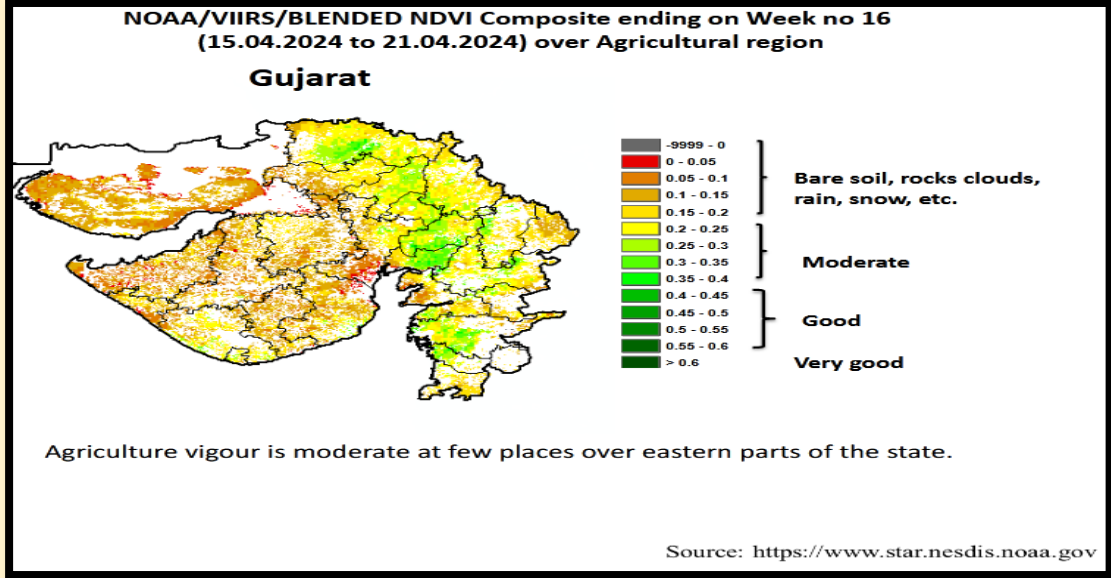 NOAA/VIIRS/BLENDED NDVI Composite ending on Week no 16
(15.04.2024 to 21.04.2024) over Agricultural region
Gujarat
-9999 - 0
0 - 0.05
0.05 - 0.1
0.1 - 0.15
0.15 - 0.2
0.2 - 0.25
0.25 - 0.3
0.3 - 0.35
0.35 - 0.4
0.4 - 0.45
0.45 - 0.5
0.5 - 0.55
0.55 - 0.6
> 0.6
Bare soil, rocks clouds,
rain, snow, etc.
Moderate
Good
Very good
Agriculture vigour is moderate at few places over eastern parts of the state.
Source: https://www.star.nesdis.noaa.gov